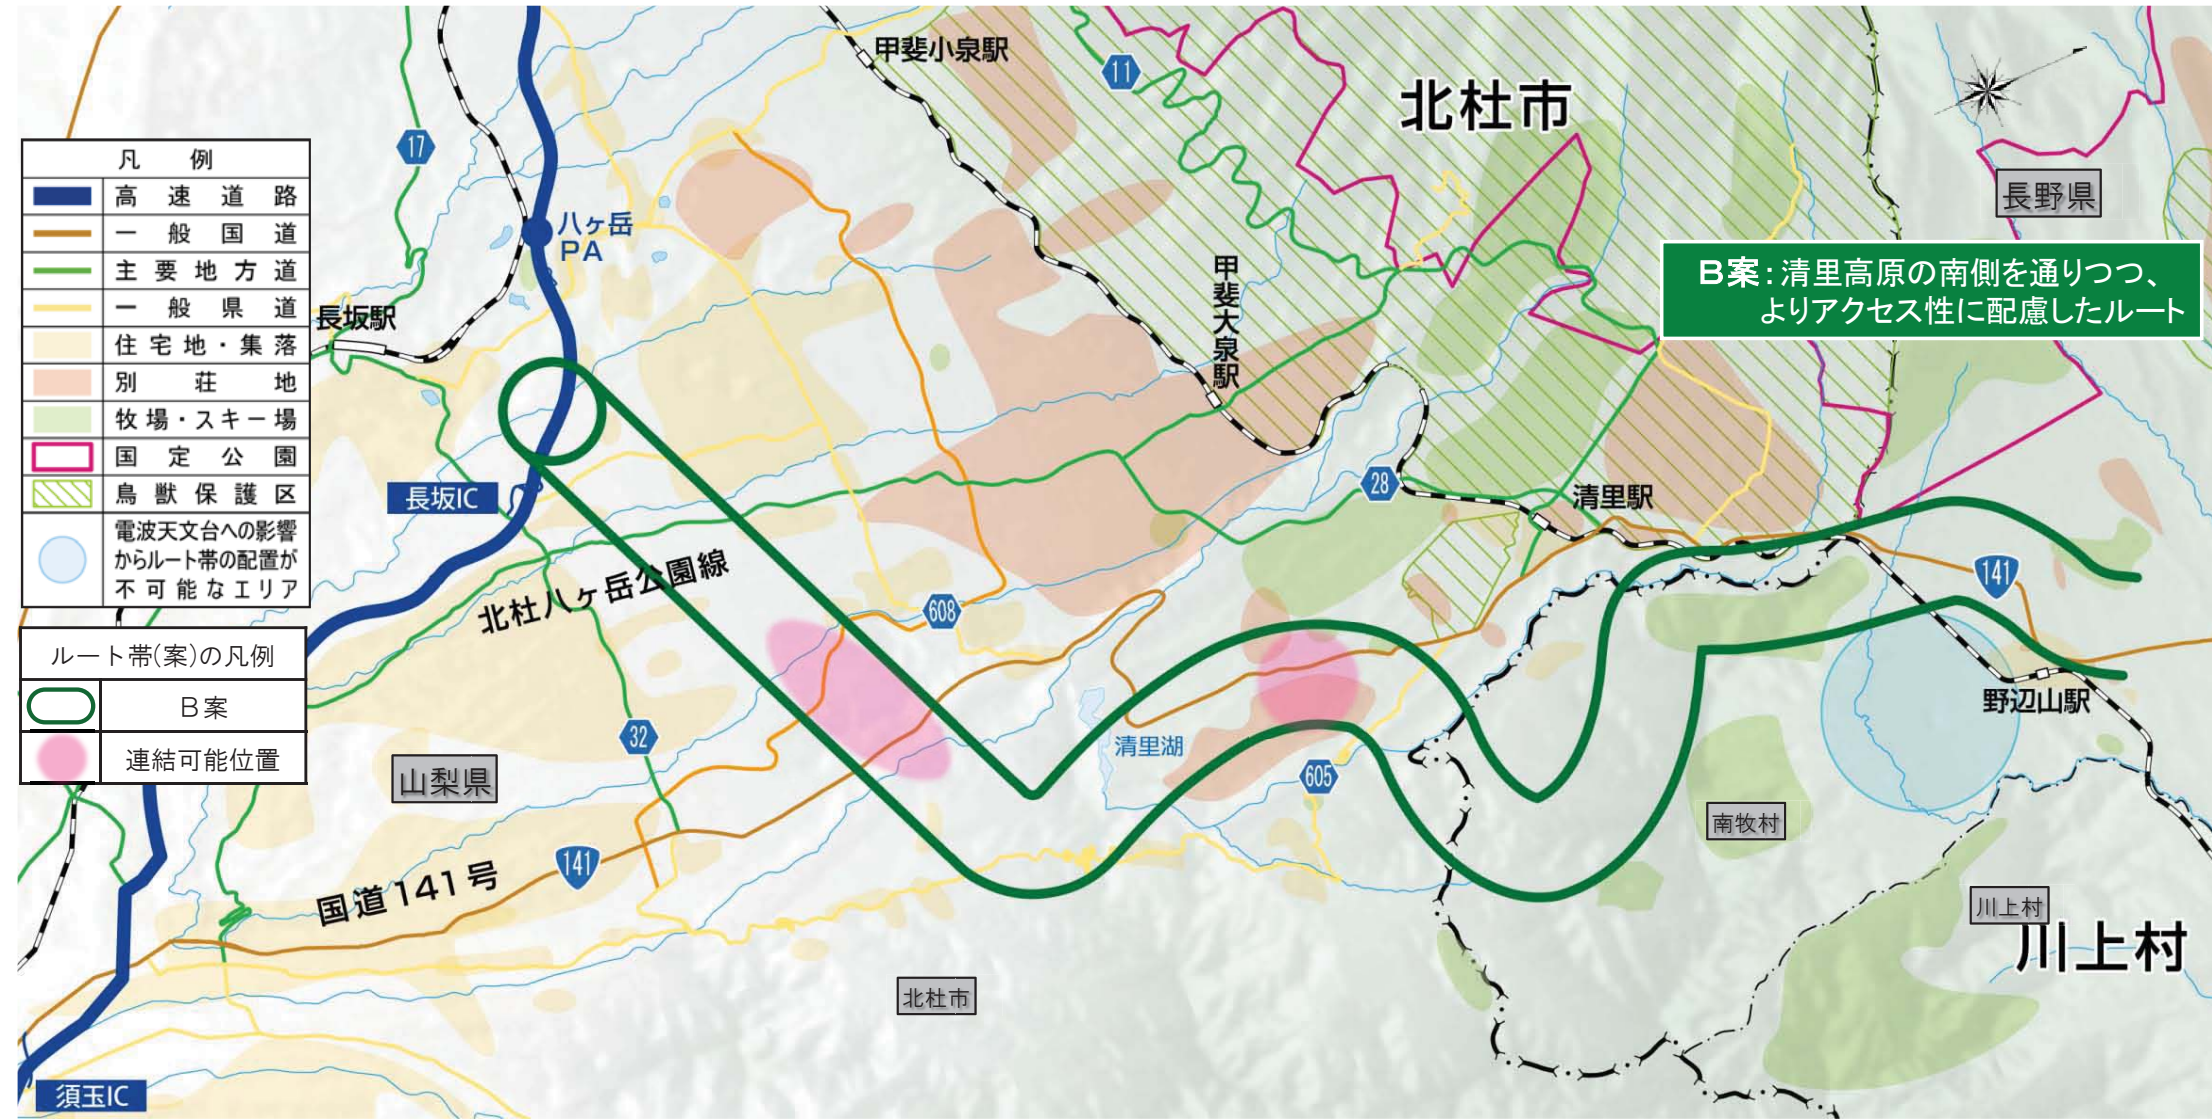 甲斐小泉駅
11
北杜市
17
長野県
凡例
高速道路
一般国道
主要地方道
一般県道
住宅地・集落
別荘地
牧場・スキー場
国定公園
鳥獣保護区
電波天文台への影響
からルート帯の配置が
不可能なエリア
八ヶ岳
PA
B案:清里高原の南側を通りつつ、
よりアクセス性に配慮したルート
長坂駅
甲斐大泉駅
長坂IC
28
清里駅
北杜八ヶ岳公園線
608
141
ルート帯(案)の凡例
B案
連結可能位置
野辺山駅
32
清里湖
605
山梨県
南牧村
国道141号
141
川上村
川上村
北杜市
須玉IC